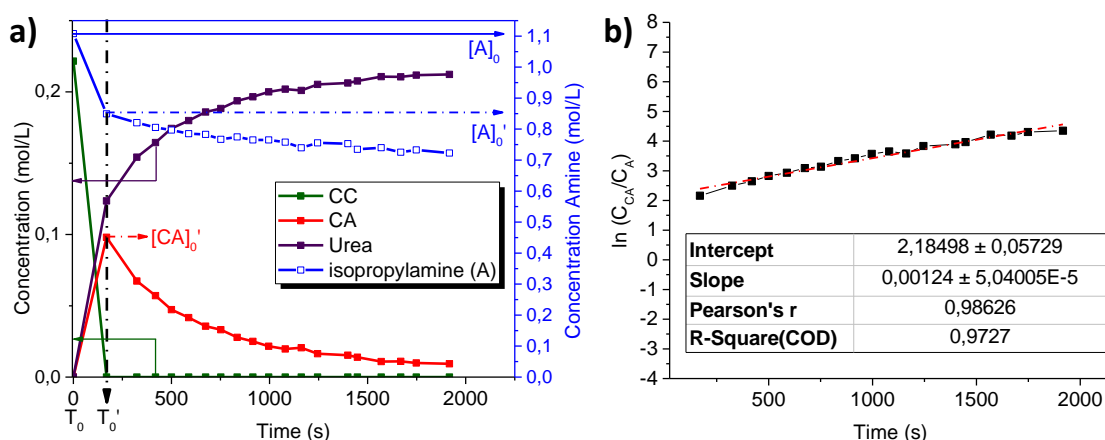 a)
Concentration (mol/L)
0,2
0,1
0,0
T₀
T₀'
500
1000
1500
2000
Time (s)
[A]₀
[A]₀'
[CA]₀'
CC
CA
Urea
isopropylamine (A)
1,1
1,0
0,9
0,8
0,7
0,6
0,5
0,4
0,3
0,2
0,1
0,0
Concentration Amine (mol/L)
b)
ln (C_CA/C_A)
8
7
6
5
4
3
2
1
0
-1
-2
-3
-4
Intercept 2,18498 ± 0,05729
Slope 0,00124 ± 5,04005E-5
Pearson's r 0,98626
R-Square(COD) 0,9727
500
1000
1500
2000
Time (s)